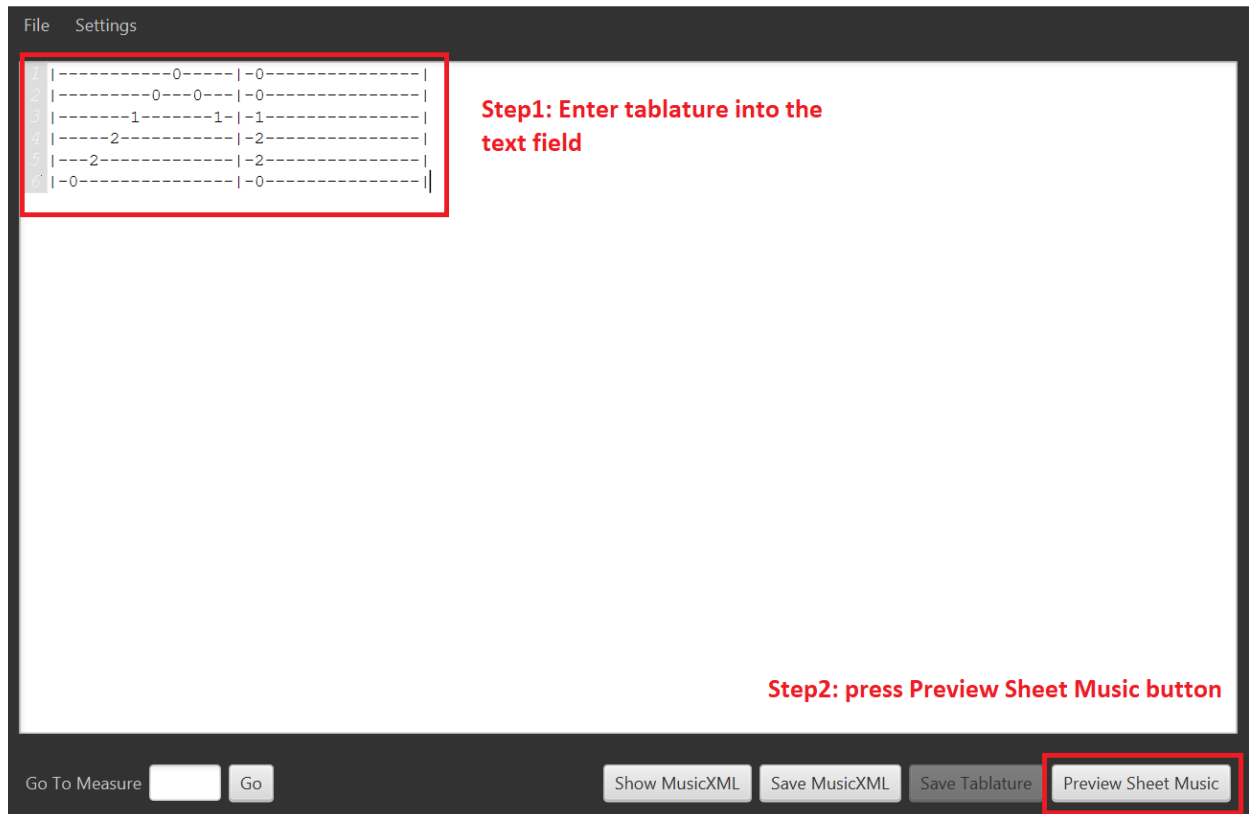 File Settings
1 |-----------0-----|-0---------------|
2 |---------0---0---|-0---------------|
3 |-------1-------1-|-1---------------|
4 |-----2-----------|-2---------------|
5 |---2-------------|-2---------------|
6 |-0---------------|-0---------------|
Step1: Enter tablature into the
text field
Step2: press Preview Sheet Music button
Go To Measure Go Show MusicXML Save MusicXML Save Tablature Preview Sheet Music